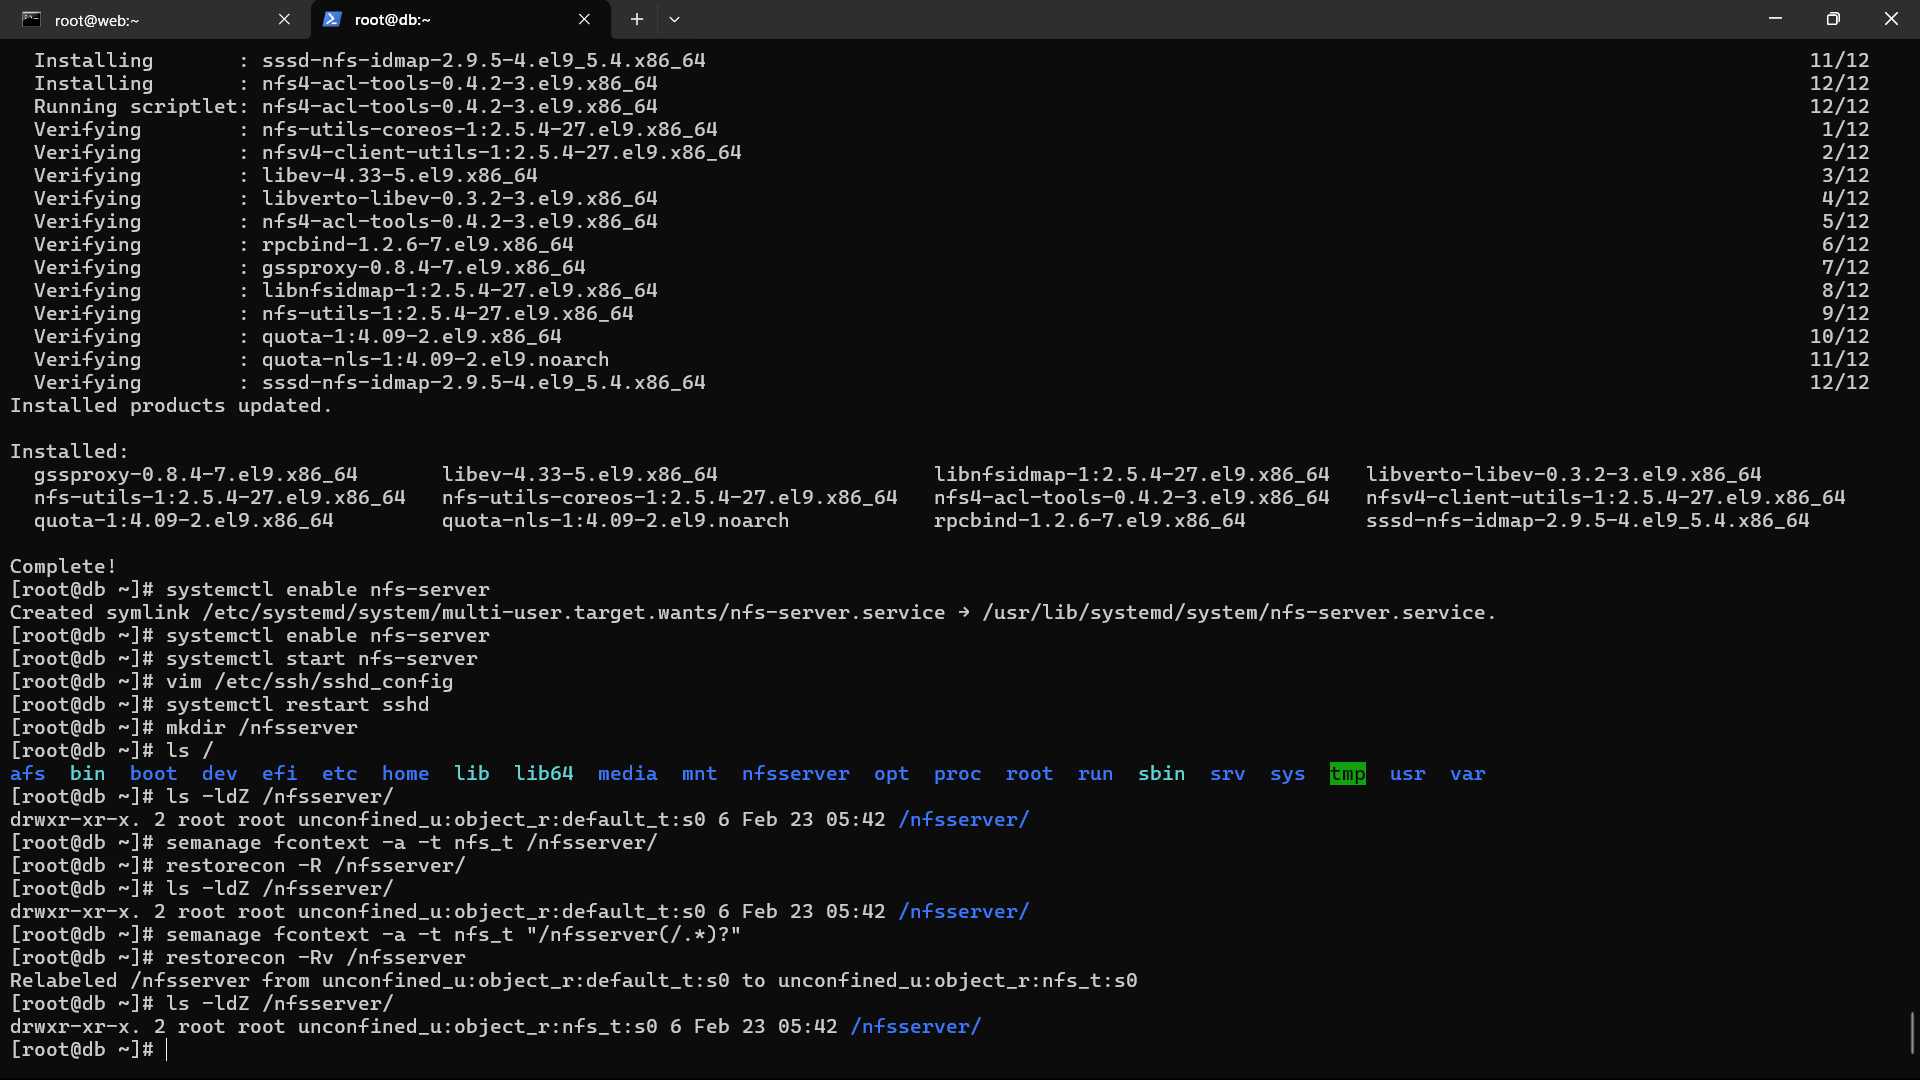 root@web:~
root@db:~
  Installing       : sssd-nfs-idmap-2.9.5-4.el9_5.4.x86_64 11/12
  Installing       : nfs4-acl-tools-0.4.2-3.el9.x86_64 12/12
  Running scriptlet: nfs4-acl-tools-0.4.2-3.el9.x86_64 12/12
  Verifying        : nfs-utils-coreos-1:2.5.4-27.el9.x86_64 1/12
  Verifying        : nfsv4-client-utils-1:2.5.4-27.el9.x86_64 2/12
  Verifying        : libev-4.33-5.el9.x86_64 3/12
  Verifying        : libverto-libev-0.3.2-3.el9.x86_64 4/12
  Verifying        : nfs4-acl-tools-0.4.2-3.el9.x86_64 5/12
  Verifying        : rpcbind-1.2.6-7.el9.x86_64 6/12
  Verifying        : gssproxy-0.8.4-7.el9.x86_64 7/12
  Verifying        : libnfsidmap-1:2.5.4-27.el9.x86_64 8/12
  Verifying        : nfs-utils-1:2.5.4-27.el9.x86_64 9/12
  Verifying        : quota-1:4.09-2.el9.x86_64 10/12
  Verifying        : quota-nls-1:4.09-2.el9.noarch 11/12
  Verifying        : sssd-nfs-idmap-2.9.5-4.el9_5.4.x86_64 12/12
Installed products updated.

Installed:
  gssproxy-0.8.4-7.el9.x86_64       libev-4.33-5.el9.x86_64                  libnfsidmap-1:2.5.4-27.el9.x86_64   libverto-libev-0.3.2-3.el9.x86_64
  nfs-utils-1:2.5.4-27.el9.x86_64   nfs-utils-coreos-1:2.5.4-27.el9.x86_64   nfs4-acl-tools-0.4.2-3.el9.x86_64   nfsv4-client-utils-1:2.5.4-27.el9.x86_64
  quota-1:4.09-2.el9.x86_64         quota-nls-1:4.09-2.el9.noarch            rpcbind-1.2.6-7.el9.x86_64          sssd-nfs-idmap-2.9.5-4.el9_5.4.x86_64

Complete!
[root@db ~]# systemctl enable nfs-server
Created symlink /etc/systemd/system/multi-user.target.wants/nfs-server.service → /usr/lib/systemd/system/nfs-server.service.
[root@db ~]# systemctl enable nfs-server
[root@db ~]# systemctl start nfs-server
[root@db ~]# vim /etc/ssh/sshd_config
[root@db ~]# systemctl restart sshd
[root@db ~]# mkdir /nfsserver
[root@db ~]# ls /
afs  bin  boot  dev  efi  etc  home  lib  lib64  media  mnt  nfsserver  opt  proc  root  run  sbin  srv  sys  tmp  usr  var
[root@db ~]# ls -ldZ /nfsserver/
drwxr-xr-x. 2 root root unconfined_u:object_r:default_t:s0 6 Feb 23 05:42 /nfsserver/
[root@db ~]# semanage fcontext -a -t nfs_t /nfsserver/
[root@db ~]# restorecon -R /nfsserver/
[root@db ~]# ls -ldZ /nfsserver/
drwxr-xr-x. 2 root root unconfined_u:object_r:default_t:s0 6 Feb 23 05:42 /nfsserver/
[root@db ~]# semanage fcontext -a -t nfs_t "/nfsserver(/.*)?"
[root@db ~]# restorecon -Rv /nfsserver
Relabeled /nfsserver from unconfined_u:object_r:default_t:s0 to unconfined_u:object_r:nfs_t:s0
[root@db ~]# ls -ldZ /nfsserver/
drwxr-xr-x. 2 root root unconfined_u:object_r:nfs_t:s0 6 Feb 23 05:42 /nfsserver/
[root@db ~]#